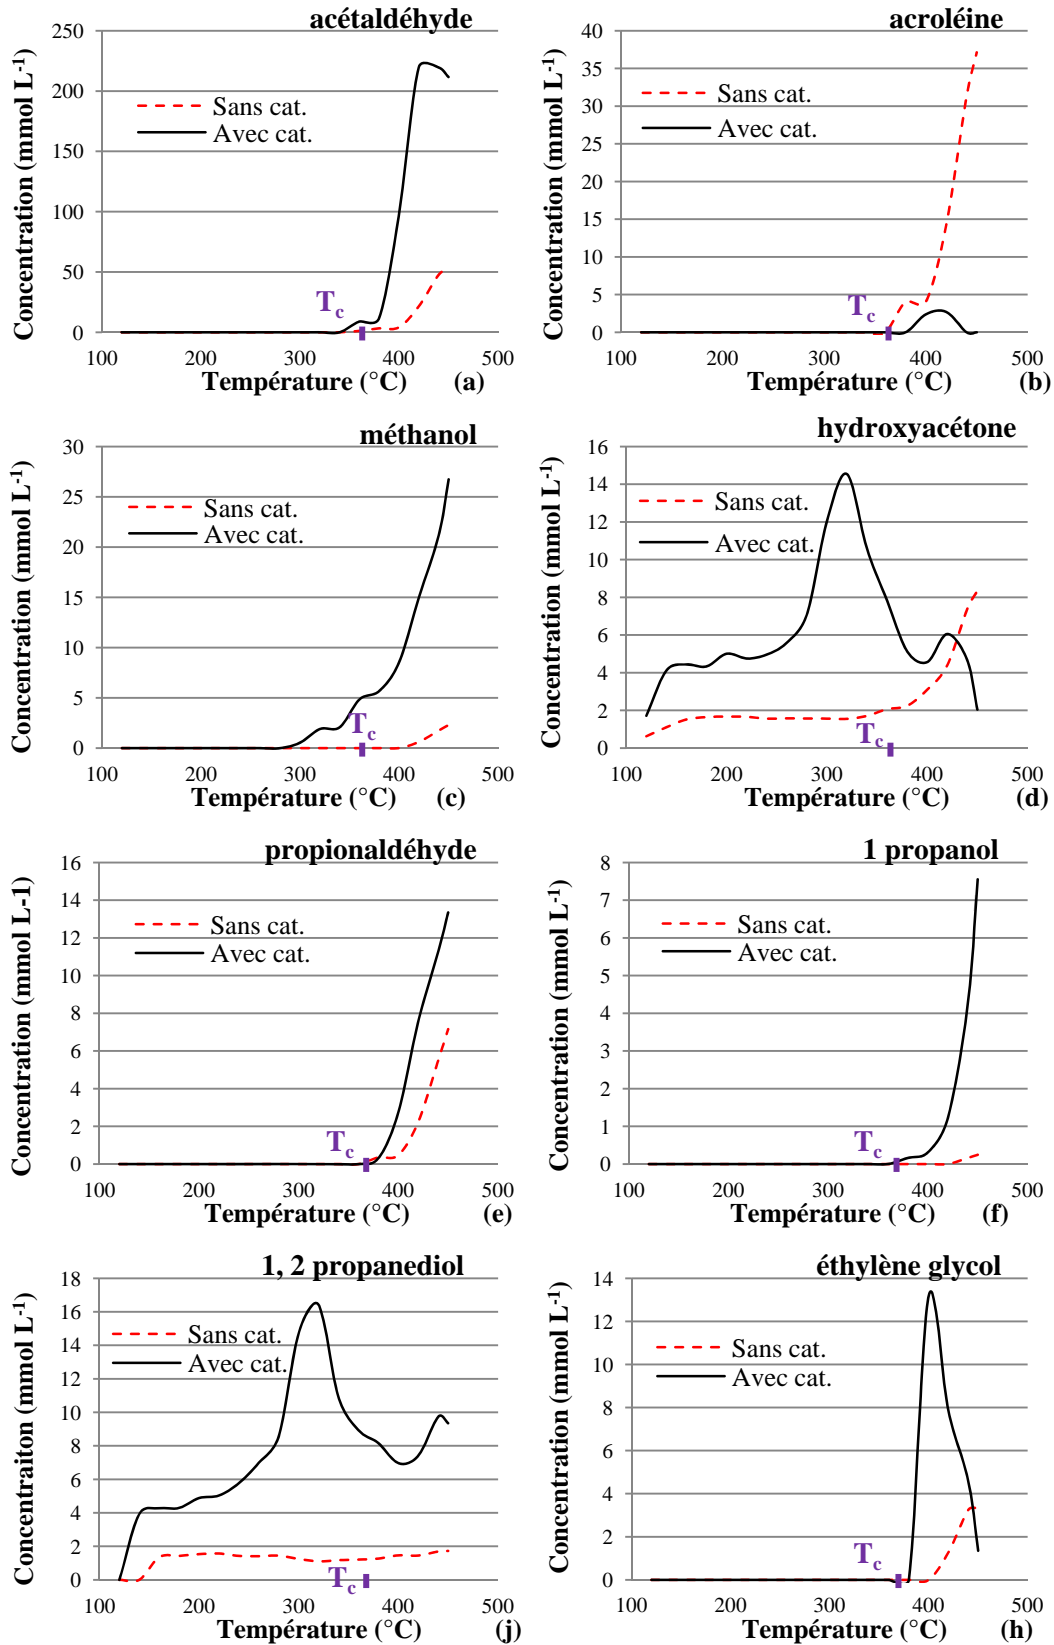 acétaldéhyde
Concentration (mmol L-1)
250
200
150
100
50
0
Sans cat.
Avec cat.
Tc
100 200 300 400 500
Température (°C) (a)
acroléine
Concentration (mmol L-1)
40
35
30
25
20
15
10
5
0
Sans cat.
Avec cat.
Tc
100 200 300 400 500
Température (°C) (b)
méthanol
Concentration (mmol L-1)
30
25
20
15
10
5
0
Sans cat.
Avec cat.
Tc
100 200 300 400 500
Température (°C) (c)
hydroxyacétone
Concentration (mmol L-1)
16
14
12
10
8
6
4
2
0
Sans cat.
Avec cat.
Tc
100 200 300 400 500
Température (°C) (d)
propionaldéhyde
Concentration (mmol L-1)
16
14
12
10
8
6
4
2
0
Sans cat.
Avec cat.
Tc
100 200 300 400 500
Température (°C) (e)
1 propanol
Concentration (mmol L-1)
8
7
6
5
4
3
2
1
0
Sans cat.
Avec cat.
Tc
100 200 300 400 500
Température (°C) (f)
1, 2 propanediol
Concentraiton (mmol L-1)
18
16
14
12
10
8
6
4
2
0
Sans cat.
Avec cat.
Tc
100 200 300 400 500
Température (°C) (j)
éthylène glycol
Concentration (mmol L-1)
14
12
10
8
6
4
2
0
Sans cat.
Avec cat.
Tc
100 200 300 400 500
Température (°C) (h)